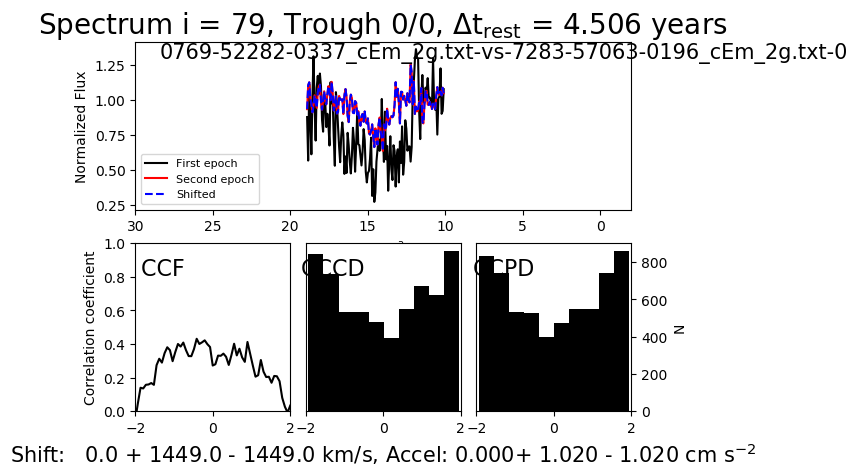 Spectrum i = 79, Trough 0/0, Δt_rest = 4.506 years
0769-52282-0337_cEm_2g.txt-vs-7283-57063-0196_cEm_2g.txt-0
Normalized Flux
1.25
1.00
0.75
0.50
0.25
First epoch
Second epoch
Shifted
30 25 20 15 10 5 0
Correlation coefficient
1.0
0.8
0.6
0.4
0.2
0.0
CCF
CCCD
CCPD
800
600
400
200
0
N
−2 0 2
−2 0 2
−2 0 2
Shift: 0.0 + 1449.0 - 1449.0 km/s, Accel: 0.000+ 1.020 - 1.020 cm s⁻²